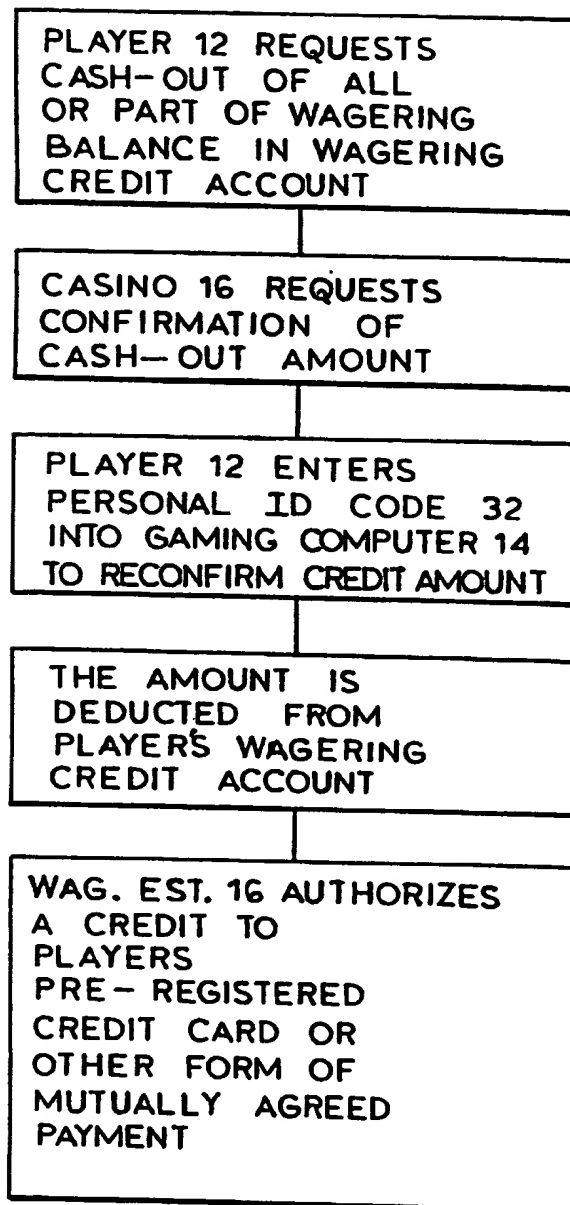 PLAYER 12 REQUESTS
CASH-OUT OF ALL
OR PART OF WAGERING
BALANCE IN WAGERING
CREDIT ACCOUNT
CASINO 16 REQUESTS
CONFIRMATION OF
CASH-OUT AMOUNT
PLAYER 12 ENTERS
PERSONAL ID CODE 32
INTO GAMING COMPUTER 14
TO RECONFIRM CREDIT AMOUNT
THE AMOUNT IS
DEDUCTED FROM
PLAYER'S WAGERING
CREDIT ACCOUNT
WAG. EST. 16 AUTHORIZES
A CREDIT TO
PLAYERS
PRE-REGISTERED
CREDIT CARD OR
OTHER FORM OF
MUTUALLY AGREED
PAYMENT